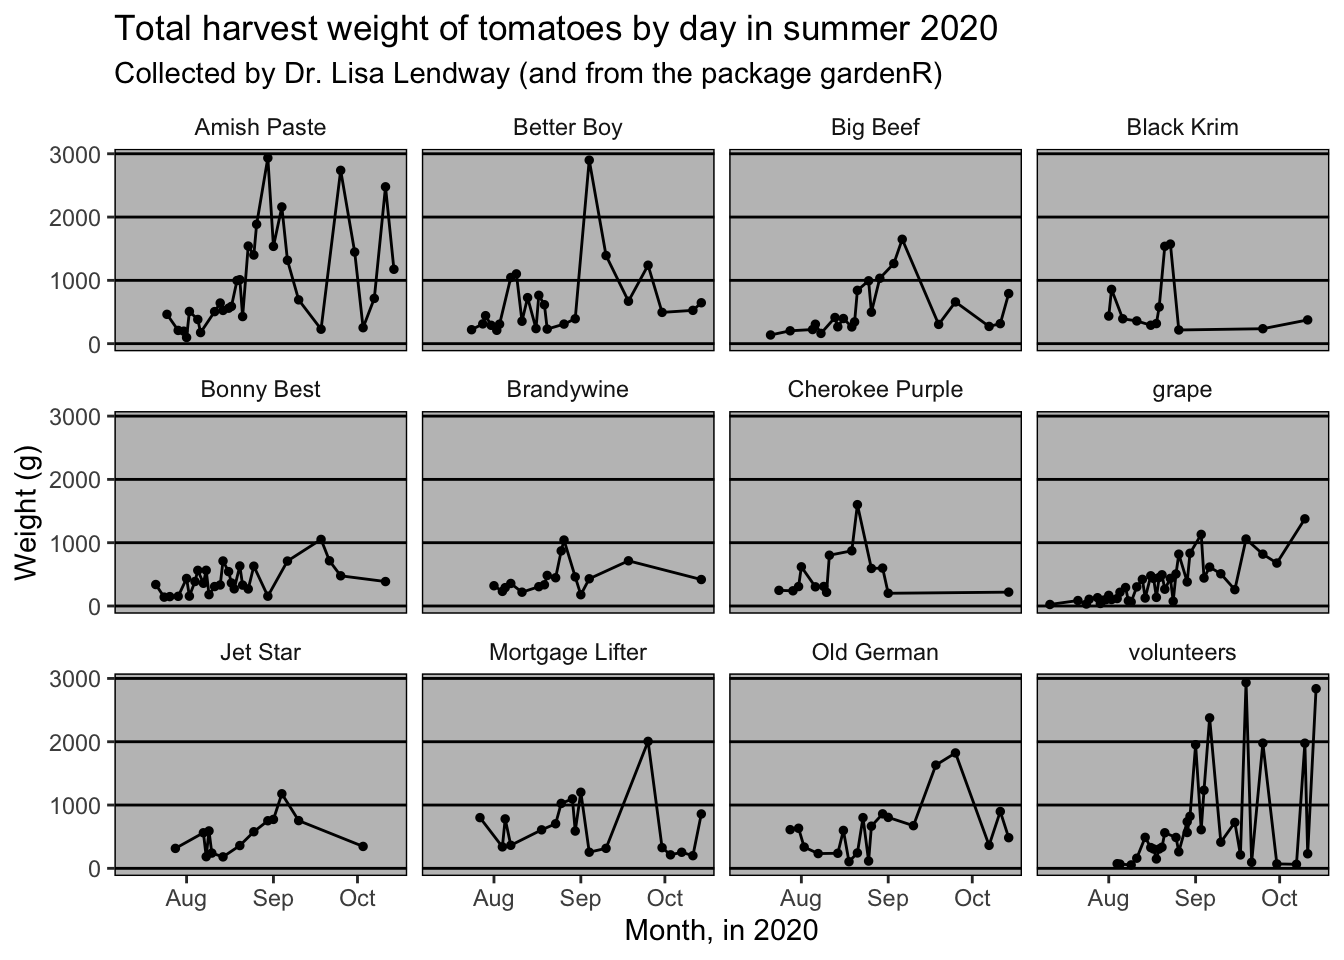 Total harvest weight of tomatoes by day in summer 2020
Collected by Dr. Lisa Lendway (and from the package gardenR)
Amish Paste
Better Boy
Big Beef
Black Krim
3000
2000
1000
0
Bonny Best
Brandywine
Cherokee Purple
grape
3000
2000
1000
0
Weight (g)
Jet Star
Mortgage Lifter
Old German
volunteers
3000
2000
1000
0
Aug Sep Oct
Aug Sep Oct
Aug Sep Oct
Aug Sep Oct
Month, in 2020